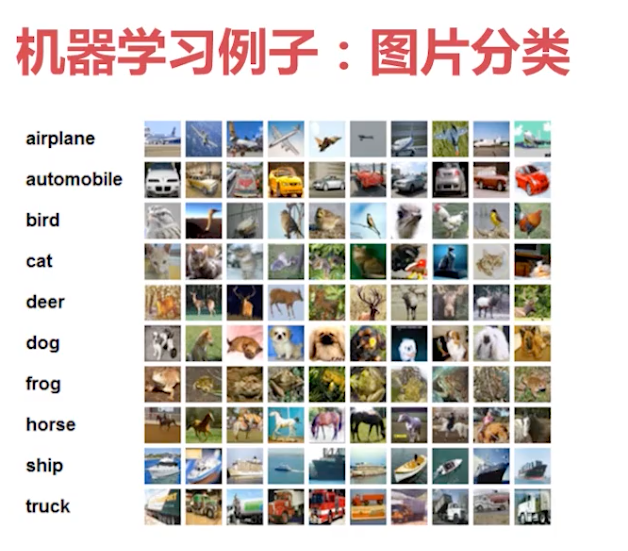 机器学习例子：图片分类
airplane
automobile
bird
cat
deer
dog
frog
horse
ship
truck